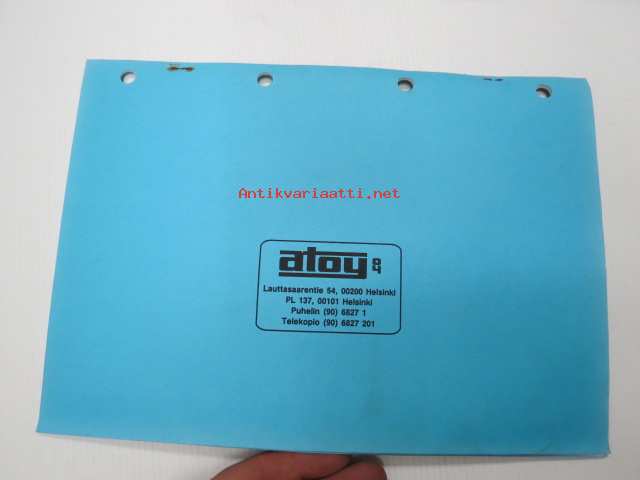 Antikvariaatti.net
atoy oy
Lauttasaarentie 54, 00200 Helsinki
PL 137, 00101 Helsinki
Puhelin (90) 6827 1
Telekopio (90) 6827 201